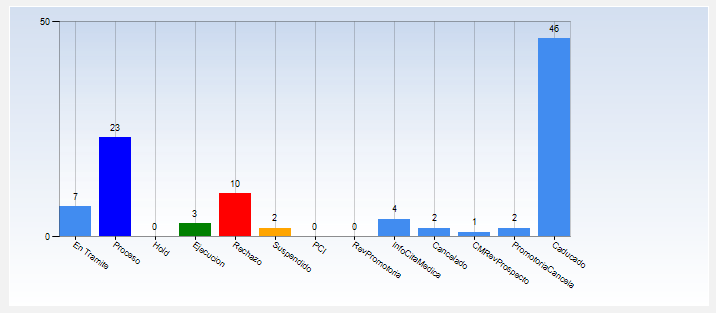 50
0
7
23
0
3
10
2
0
0
4
2
1
2
46
En Tramite
Proceso
Hold
Ejecucion
Rechazo
Suspendido
PCI
RevPromotoria
InfoCitaMedica
Cancelado
CMRevProspecto
PromotoriaCancela
Caducado